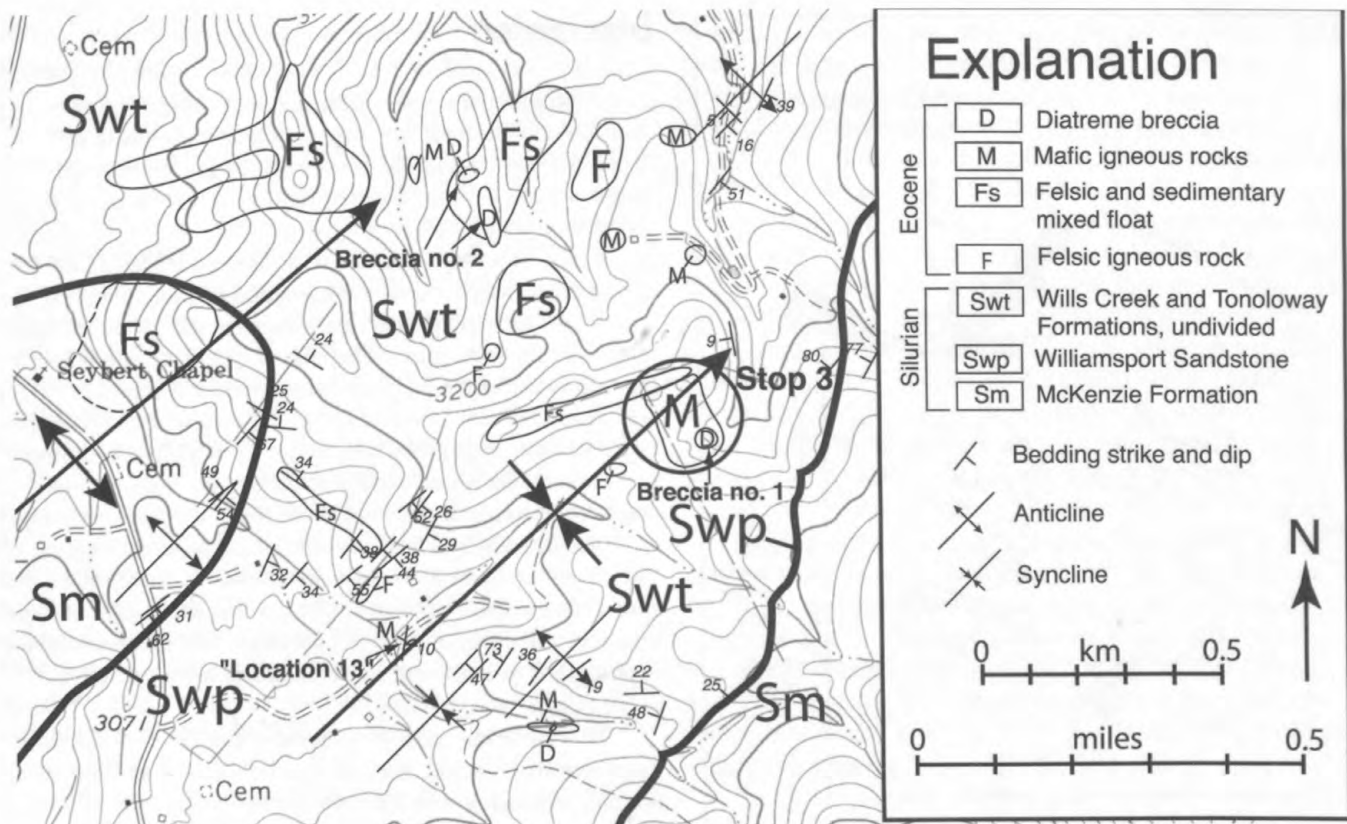 Cem
Swt
Fs
M
D
Fs
F
M
39
5
16
51
Breccia no. 2
D
M
M
Swt
Fs
F
3200
Fs
Seybert Chapel
24
25
24
67
9
80
77
Stop 3
M
D
Fs
F
Breccia no. 1
Swp
Cem
49
54
34
Fs
52
26
29
38
38
44
55
F
32
34
Sm
31
62
Swp
3071
M
10
"Location 13"
Swt
73
47
36
9
22
48
25
M
D
Sm
Cem
Explanation
Eocene
D Diatreme breccia
M Mafic igneous rocks
Fs Felsic and sedimentary
mixed float
F Felsic igneous rock
Silurian
Swt Wills Creek and Tonoloway
Formations, undivided
Swp Williamsport Sandstone
Sm McKenzie Formation
Bedding strike and dip
Anticline
Syncline
N
0 km 0.5
0 miles 0.5